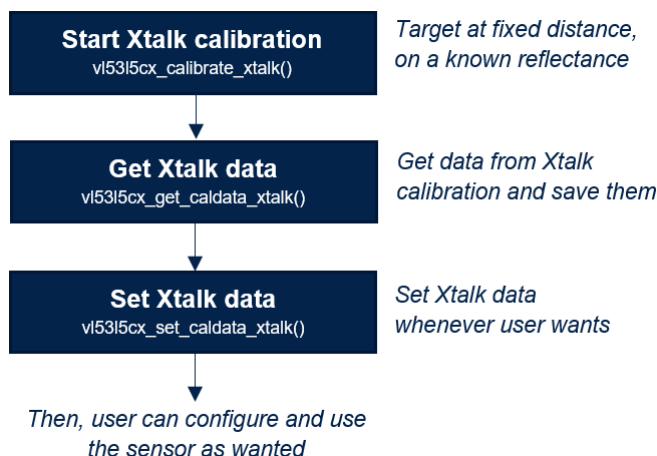 Start Xtalk calibration
vl53l5cx_calibrate_xtalk()
Target at fixed distance,
on a known reflectance
Get Xtalk data
vl53l5cx_get_caldata_xtalk()
Get data from Xtalk
calibration and save them
Set Xtalk data
vl53l5cx_set_caldata_xtalk()
Set Xtalk data
whenever user wants
Then, user can configure and use
the sensor as wanted